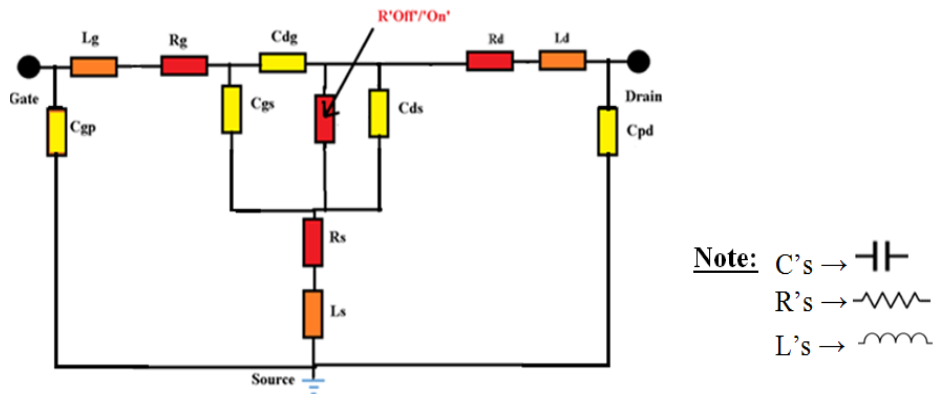 R'Off'/'On'
Lg
Rg
Cdg
Rd
Ld
Gate
Cgs
Cds
Drain
Cgp
Cpd
Rs
Ls
Source
Note: C's →
R's →
L's →